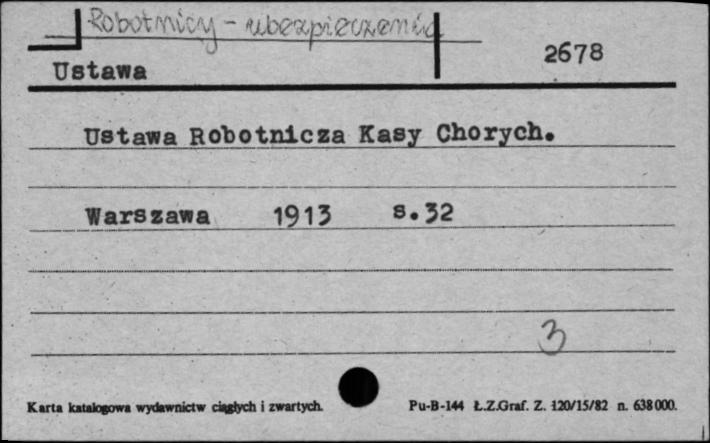 Robotnicy - ubezpieczenia
2678
Ustawa
Ustawa Robotnicza Kasy Chorych.
Warszawa 1913 s.32
3
Karta katalogowa wydawnictw ciągłych i zwartych. Pu-B-144 Ł.Z.Graf. Z. 120/15/82 n. 638000.